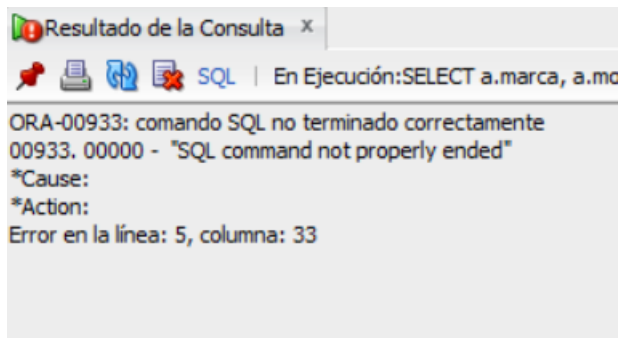 Resultado de la Consulta x
SQL | En Ejecución:SELECT a.marca, a.mo
ORA-00933: comando SQL no terminado correctamente
00933. 00000 - "SQL command not properly ended"
*Cause:
*Action:
Error en la línea: 5, columna: 33